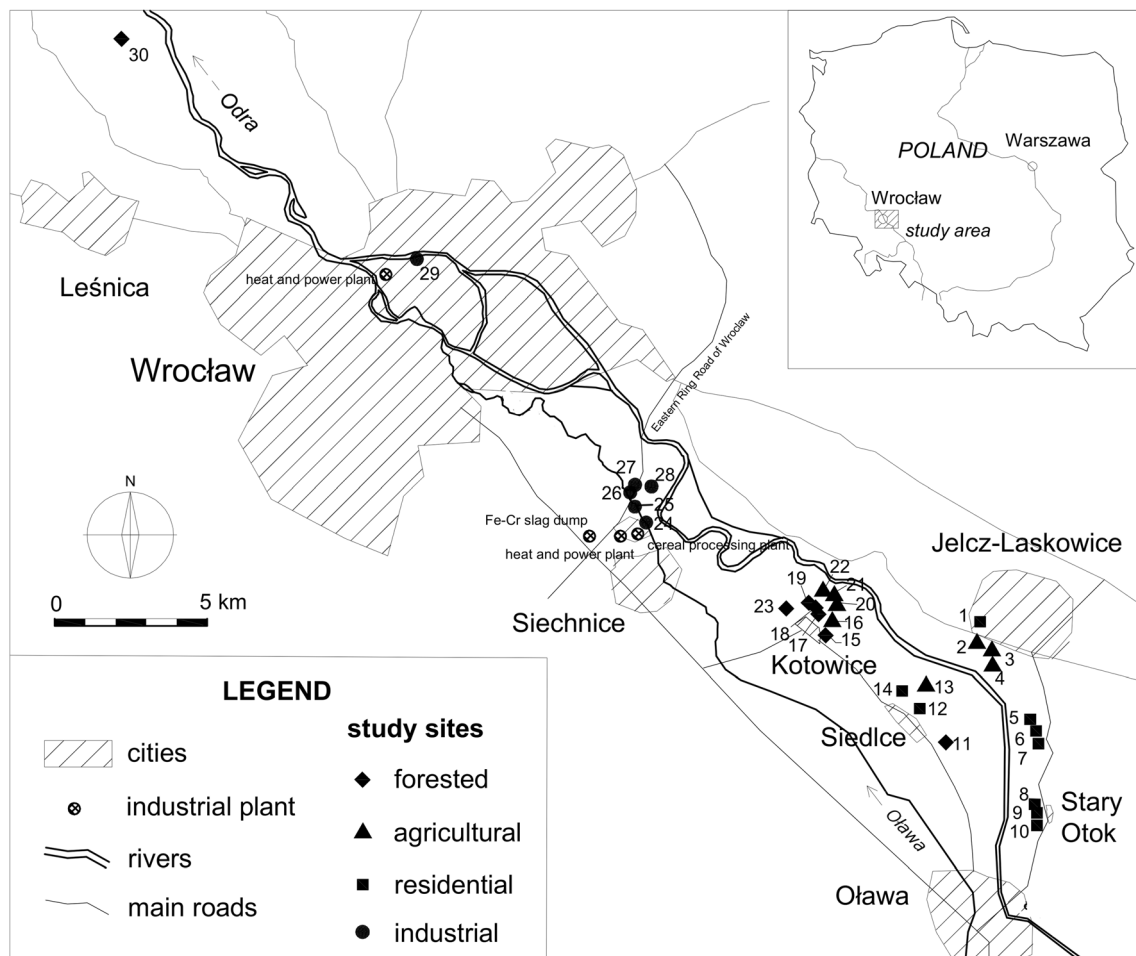 30
Odra
POLAND
Warszawa
Wrocław
study area
29
heat and power plant
Leśnica
Wrocław
Eastern Ring Road of Wroclaw
N
27
28
26
25
24
Fe-Cr slag dump
heat and power plant
cereal processing plant
Jelcz-Laskowice
0 5 km
Siechnice
22
19
21
20
23
16
18
15
17
Kotowice
1
2
3
4
14
13
12
5
6
7
Siedlce
11
8
9
10
Stary
Otok
Oława
Oława
LEGEND
study sites
cities
forested
industrial plant
agricultural
rivers
residential
main roads
industrial